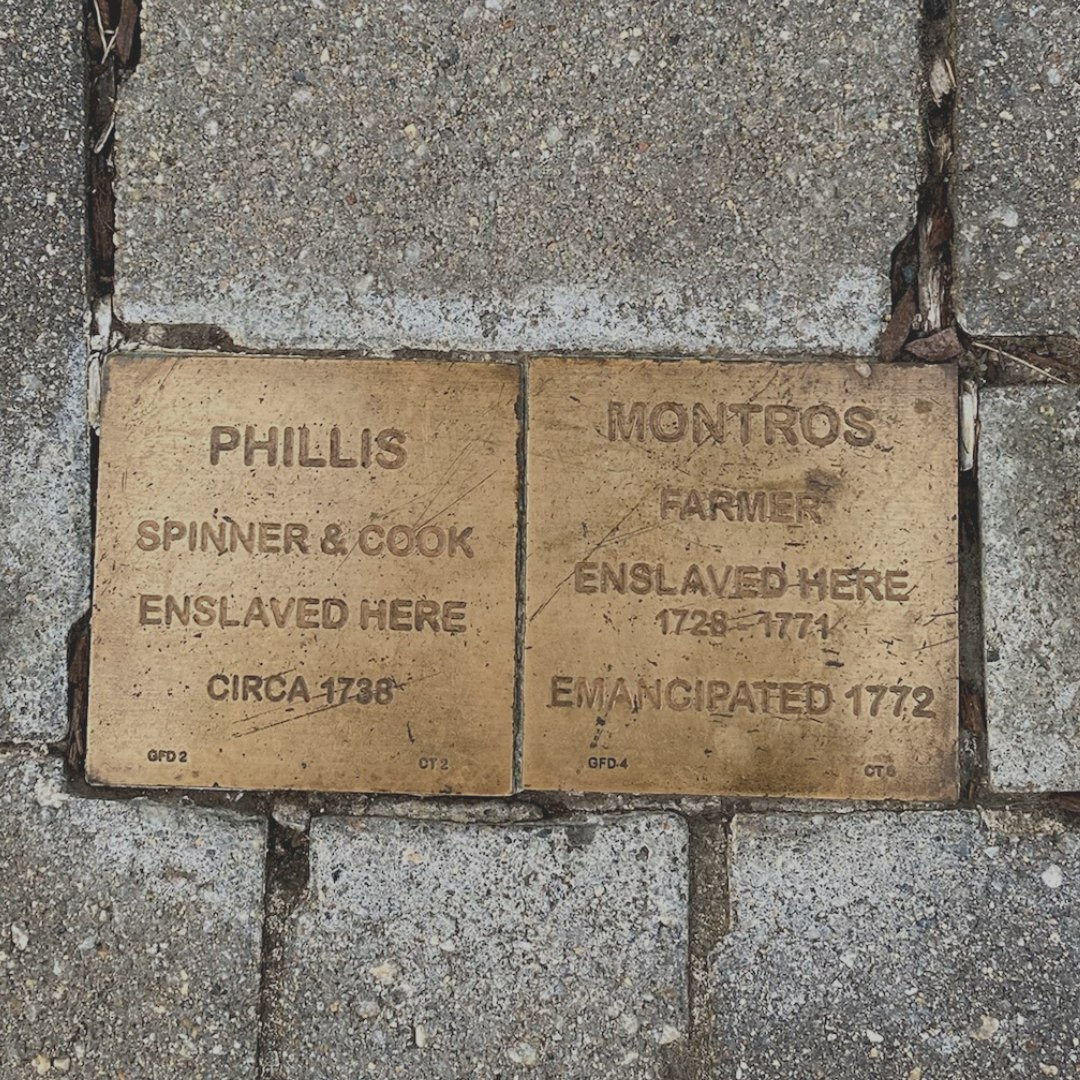 PHILLIS
SPINNER & COOK
ENSLAVED HERE
CIRCA 1738
GFD 2 CT 2
MONTROS
FARMER
ENSLAVED HERE
1728 - 1771
EMANCIPATED 1772
GFD 4 CT